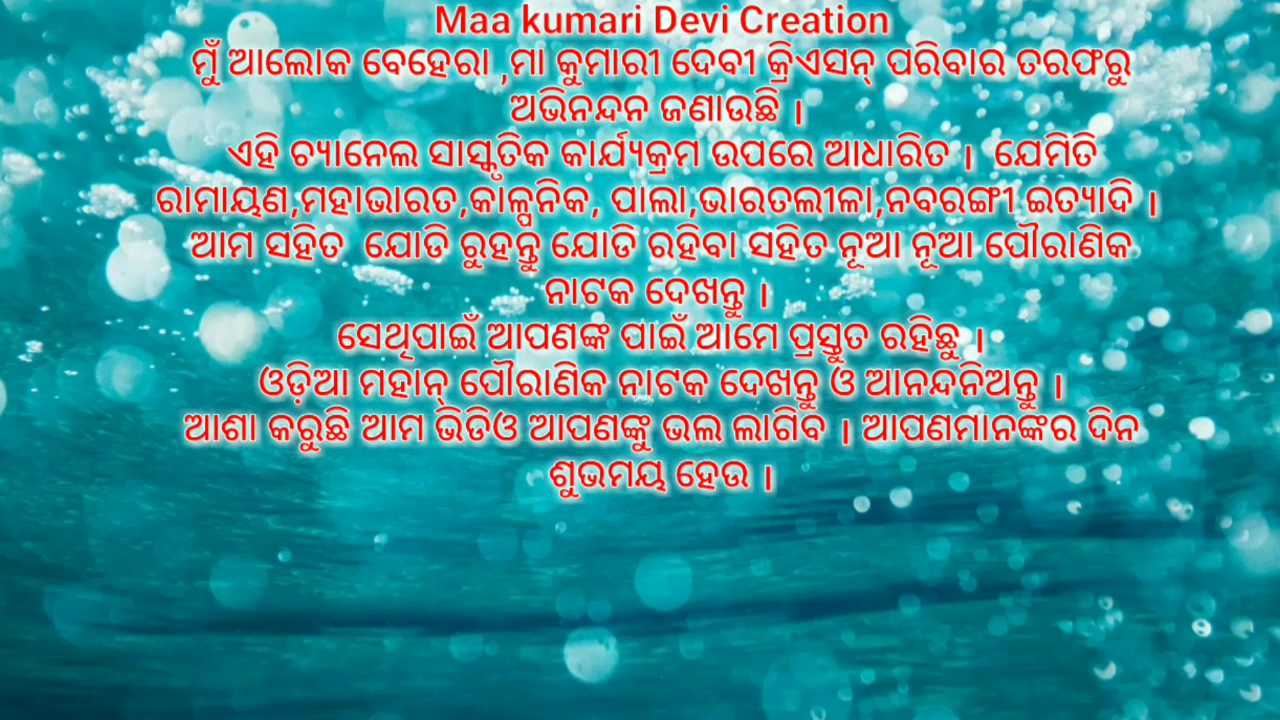 Maa kumari Devi Creation
ମୁଁ ଆଲୋକ ବେହେରା ,ମା କୁମାରୀ ଦେବୀ କ୍ରିଏସନ୍ ପରିବାର ତରଫରୁ
ଅଭିନନ୍ଦନ ଜଣାଉଛି ।
ଏହି ଚ୍ୟାନେଲ ସାସ୍କୃତିକ କାର୍ଯ୍ୟକ୍ରମ ଉପରେ ଆଧାରିତ । ଯେମିତି
ରାମାୟଣ,ମହାଭାରତ,କାଳ୍ପନିକ, ପାଲା,ଭାରତଲୀଳା,ନବରଙ୍ଗୀ ଇତ୍ୟାଦି ।
ଆମ ସହିତ ଯୋଡି ରୁହନ୍ତୁ ଯୋଡି ରହିବା ସହିତ ନୂଆ ନୂଆ ପୌରାଣିକ
ନାଟକ ଦେଖନ୍ତୁ ।
ସେଥିପାଇଁ ଆପଣଙ୍କ ପାଇଁ ଆମେ ପ୍ରସ୍ତୁତ ରହିଛୁ ।
ଓଡ଼ିଆ ମହାନ୍ ପୌରାଣିକ ନାଟକ ଦେଖନ୍ତୁ ଓ ଆନନ୍ଦନିଅନ୍ତୁ ।
ଆଶା କରୁଛି ଆମ ଭିଡିଓ ଆପଣଙ୍କୁ ଭଲ ଲାଗିବ । ଆପଣମାନଙ୍କର ଦିନ
ଶୁଭମୟ ହେଉ ।